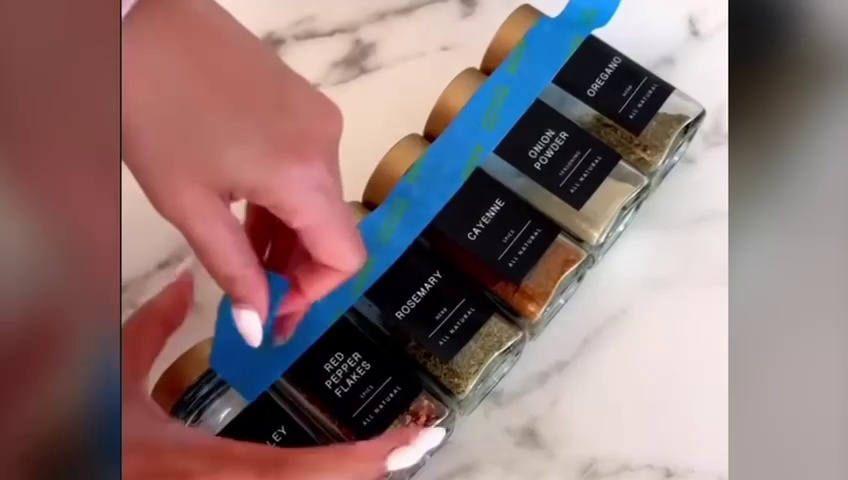 OREGANO
HERB
ALL NATURAL
ONION
POWDER
SEASONING
ALL NATURAL
CAYENNE
SPICE
ALL NATURAL
ROSEMARY
HERB
ALL NATURAL
RED
PEPPER
FLAKES
SPICE
ALL NATURAL
LEY